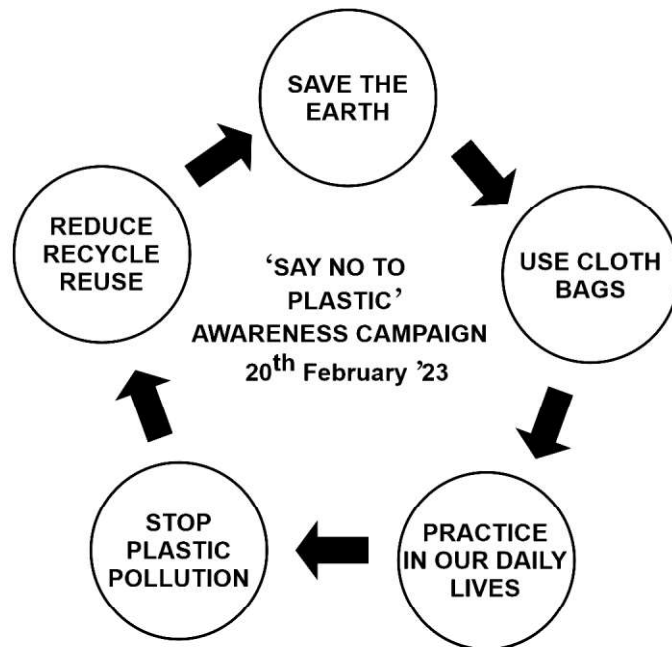 SAVE THE
EARTH
USE CLOTH
BAGS
PRACTICE
IN OUR DAILY
LIVES
STOP
PLASTIC
POLLUTION
REDUCE
RECYCLE
REUSE
‘SAY NO TO
PLASTIC’
AWARENESS CAMPAIGN
20th February ’23